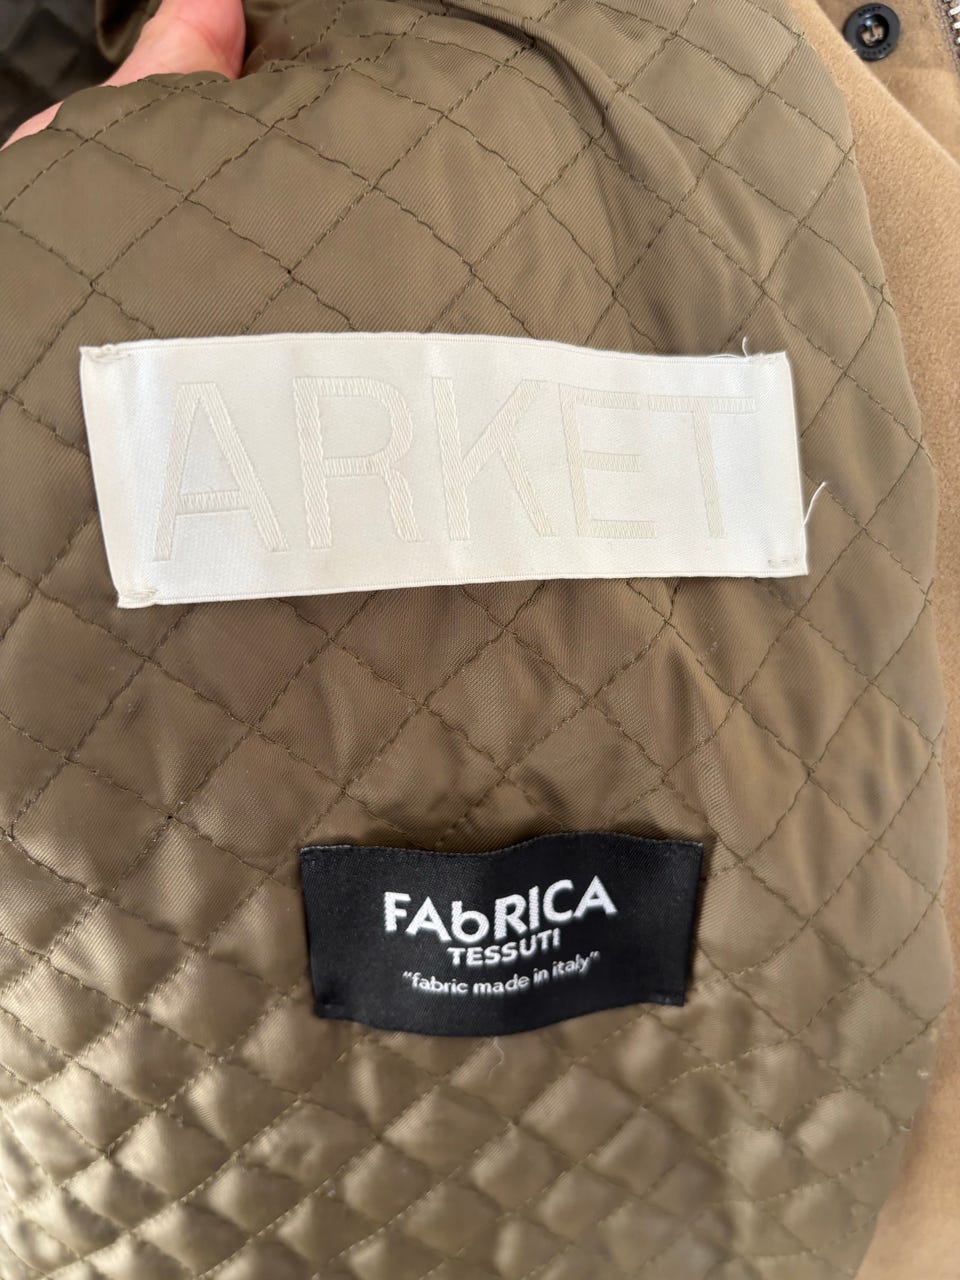 ARKET
FAbRICA
TESSUTI
"fabric made in italy"